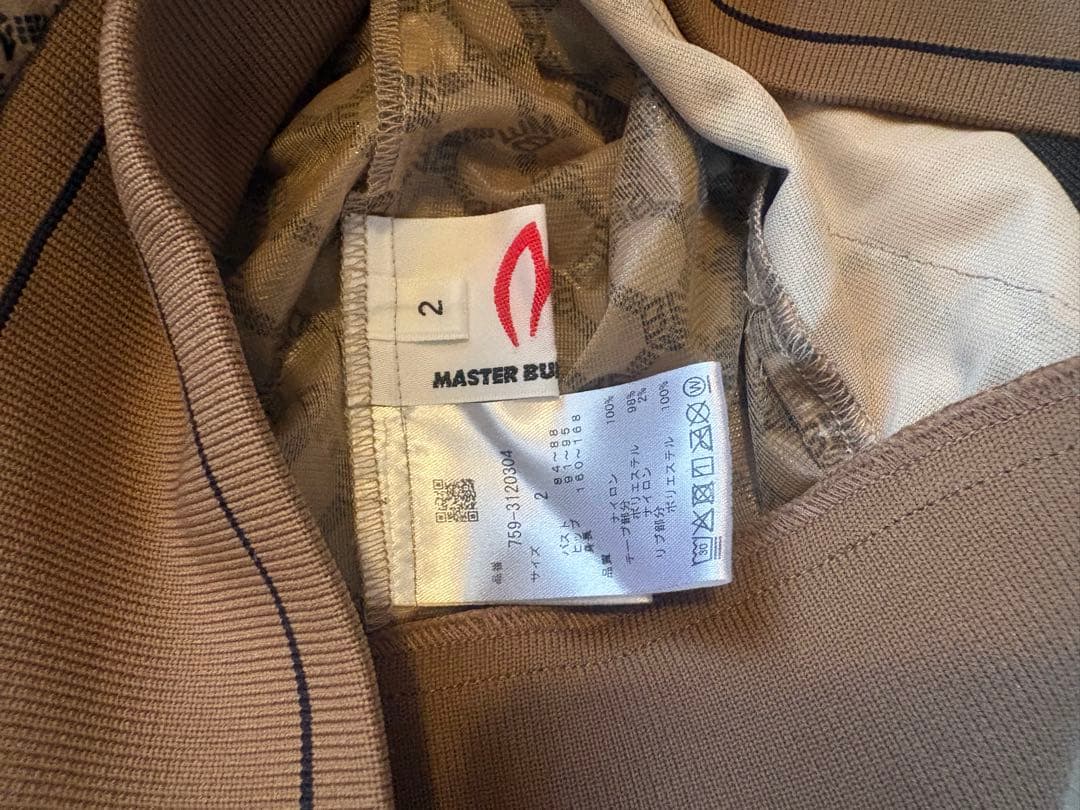 2
MASTER BU
品番
759-3120304
サイズ 2
バスト 84~88
ヒップ 91~95
身長 160~168
品質
ナイロン 100%
テープ部分
ポリエステル 98%
ナイロン 2%
リブ部分
ポリエステル 100%
30
W